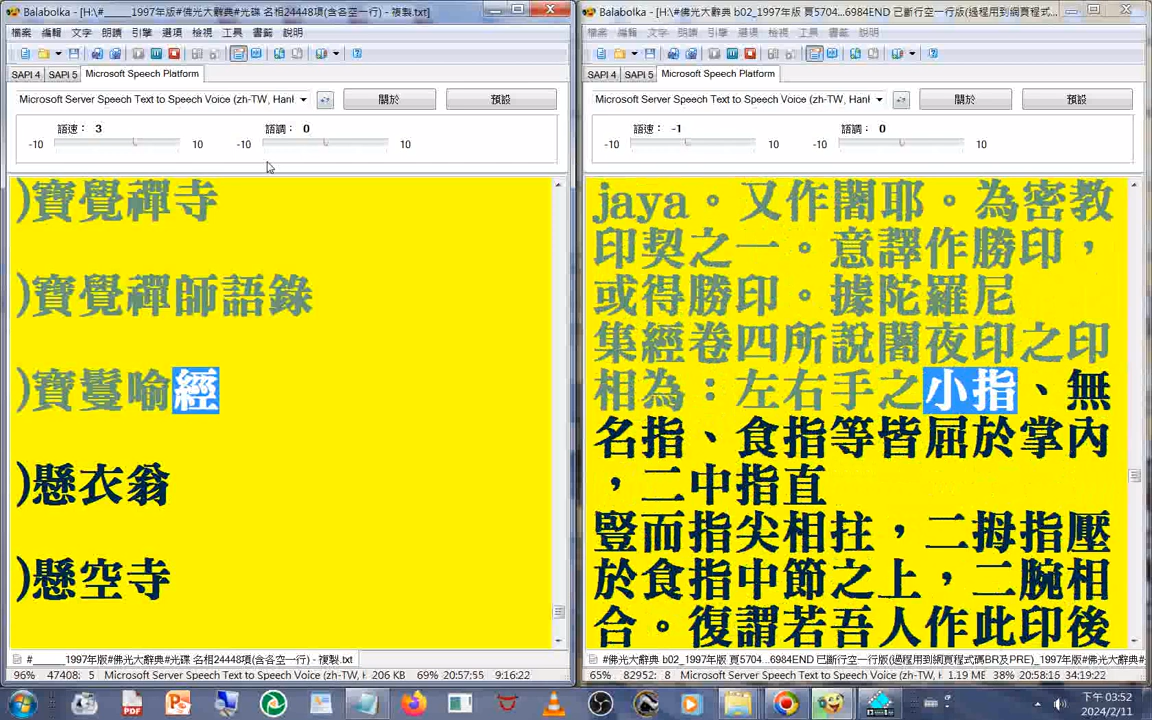 Balabolka - [H:\#_____1997年版#佛光大辭典#光碟 名相24448項(含各空一行) - 複製.txt]
檔案 編輯 文字 朗讀 引擎 選項 檢視 工具 書籤 說明
SAPI 4 SAPI 5 Microsoft Speech Platform
Microsoft Server Speech Text to Speech Voice (zh-TW, Hanl
關於 預設
語速： 3 語調： 0
-10 10 -10 10
)寶覺禪寺
)寶覺禪師語錄
)寶鬘喻經
)懸衣翁
)懸空寺
#_____1997年版#佛光大辭典#光碟 名相24448項(含各空一行) - 複製.txt
96% 47408: 5 Microsoft Speech Platform: Microsoft Server Speech Text to Speech Voice (zh-TW, H 206 KB 69% 20:57:55 9:16:22
Balabolka - [H:\#佛光大辭典 b02_1997年版 頁5704...6984END 已斷行空一行版(過程用到網頁程式...
檔案 編輯 文字 朗讀 引擎 選項 檢視 工具 書籤 說明
SAPI 4 SAPI 5 Microsoft Speech Platform
Microsoft Server Speech Text to Speech Voice (zh-TW, Hanl
關於 預設
語速： -1 語調： 0
-10 10 -10 10
jaya。又作闍耶。為密教
印契之一。意譯作勝印，
或得勝印。據陀羅尼
集經卷四所說闍夜印之印
相為：左右手之小指、無
名指、食指等皆屈於掌內
，二中指直
豎而指尖相拄，二拇指壓
於食指中節之上，二腕相
合。復謂若吾人作此印後
#佛光大辭典 b02_1997年版 頁5704...6984END 已斷行空一行版(過程用到網頁程式碼BR及PRE)_1997年版#佛光大辭典#
65% 82952: 8 Microsoft Server Speech Text to Speech Voice (zh-TW, H 1.19 ME 38% 20:58:15 34:19:22
下午 03:52
2024/2/11